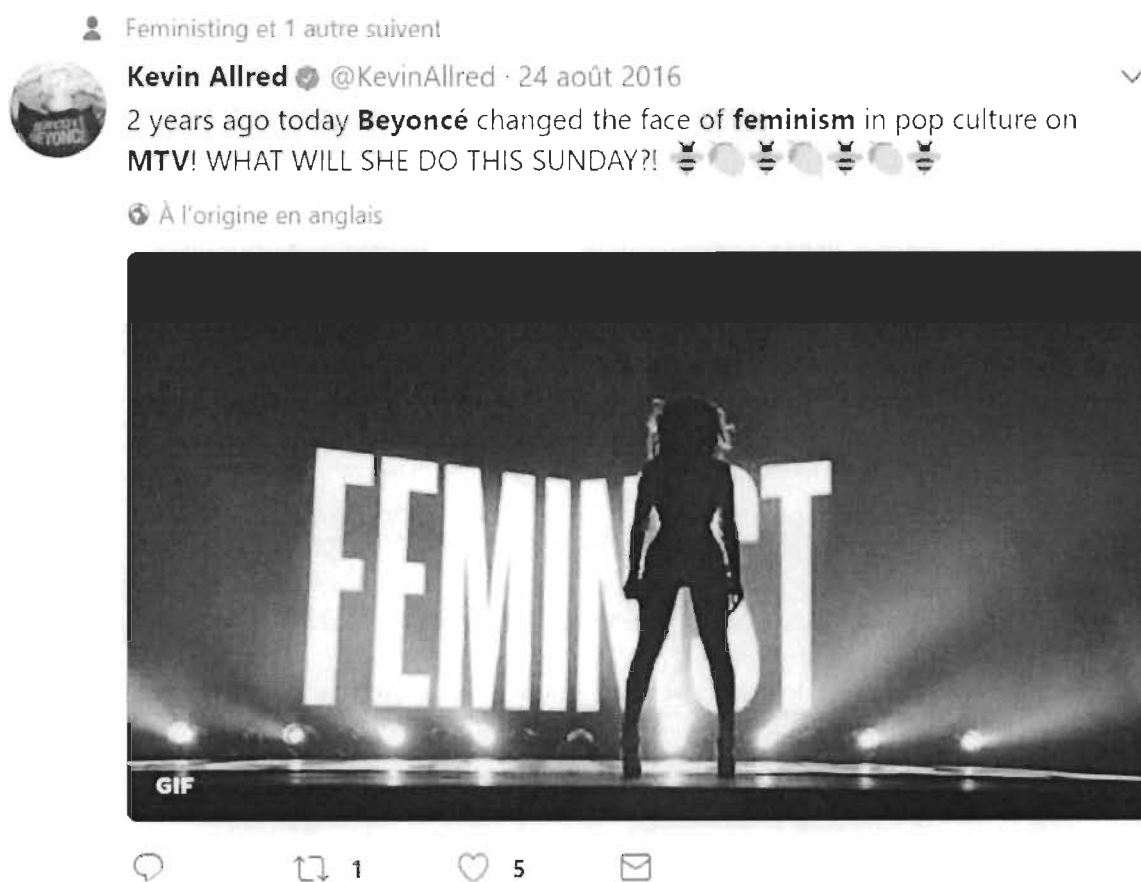 Feministing et 1 autre suivent
Kevin Allred @KevinAllred · 24 août 2016
2 years ago today Beyoncé changed the face of feminism in pop culture on
MTV! WHAT WILL SHE DO THIS SUNDAY?! 🐝🍋🐝🍋🐝🍋🐝
À l'origine en anglais
FEMINIST
GIF
1 5